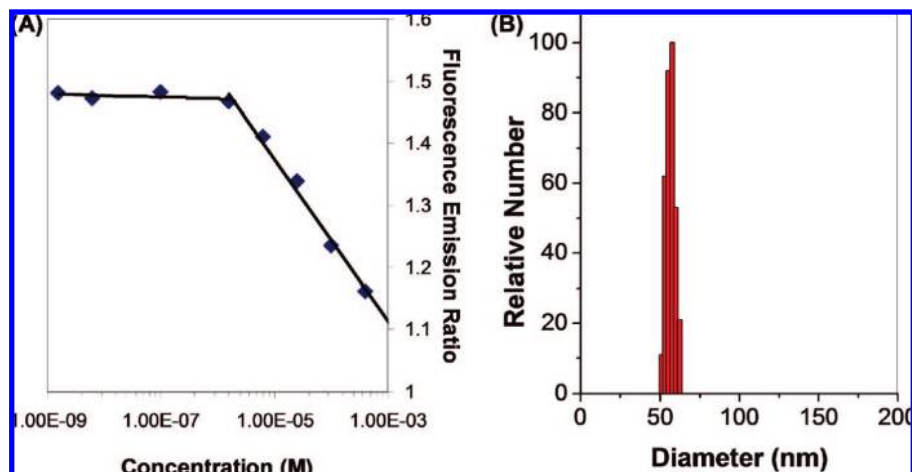 (A)
1.6
1.5
1.4
1.3
1.2
1.1
1
Fluorescence Emission Ratio
1.00E-09 1.00E-07 1.00E-05 1.00E-03
Concentration (M)
(B)
100
80
60
40
20
0
Relative Number
0 50 100 150 200
Diameter (nm)